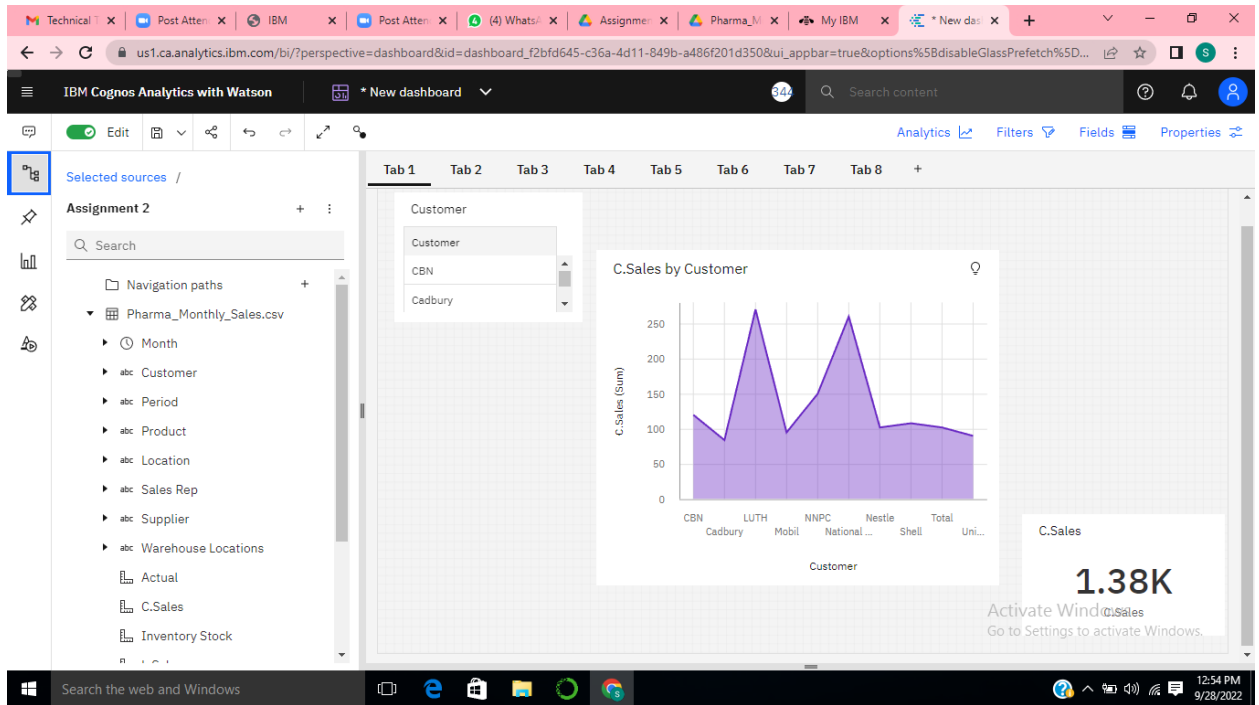 Technical T
Post Atten
IBM
Post Atten
(4) WhatsA
Assignmen
Pharma_M
My IBM
* New das
us1.ca.analytics.ibm.com/bi/?perspective=dashboard&id=dashboard_f2bfd645-c36a-4d11-849b-a486f201d350&ui_appbar=true&options%5BdisableGlassPrefetch%5D...
S
IBM Cognos Analytics with Watson
* New dashboard
344
Search content
Edit
Analytics
Filters
Fields
Properties
Selected sources /
Assignment 2
Search
Navigation paths
Pharma_Monthly_Sales.csv
Month
abc Customer
abc Period
abc Product
abc Location
abc Sales Rep
abc Supplier
abc Warehouse Locations
Actual
C.Sales
Inventory Stock
Tab 1 Tab 2 Tab 3 Tab 4 Tab 5 Tab 6 Tab 7 Tab 8 +
Customer
Customer
CBN
Cadbury
C.Sales by Customer
C.Sales (Sum)
250
200
150
100
50
0
CBN LUTH NNPC Nestle Total
Cadbury Mobil National ... Shell Uni...
Customer
C.Sales
1.38K
C.Sales
Activate Windows
Go to Settings to activate Windows.
Search the web and Windows
12:54 PM
9/28/2022